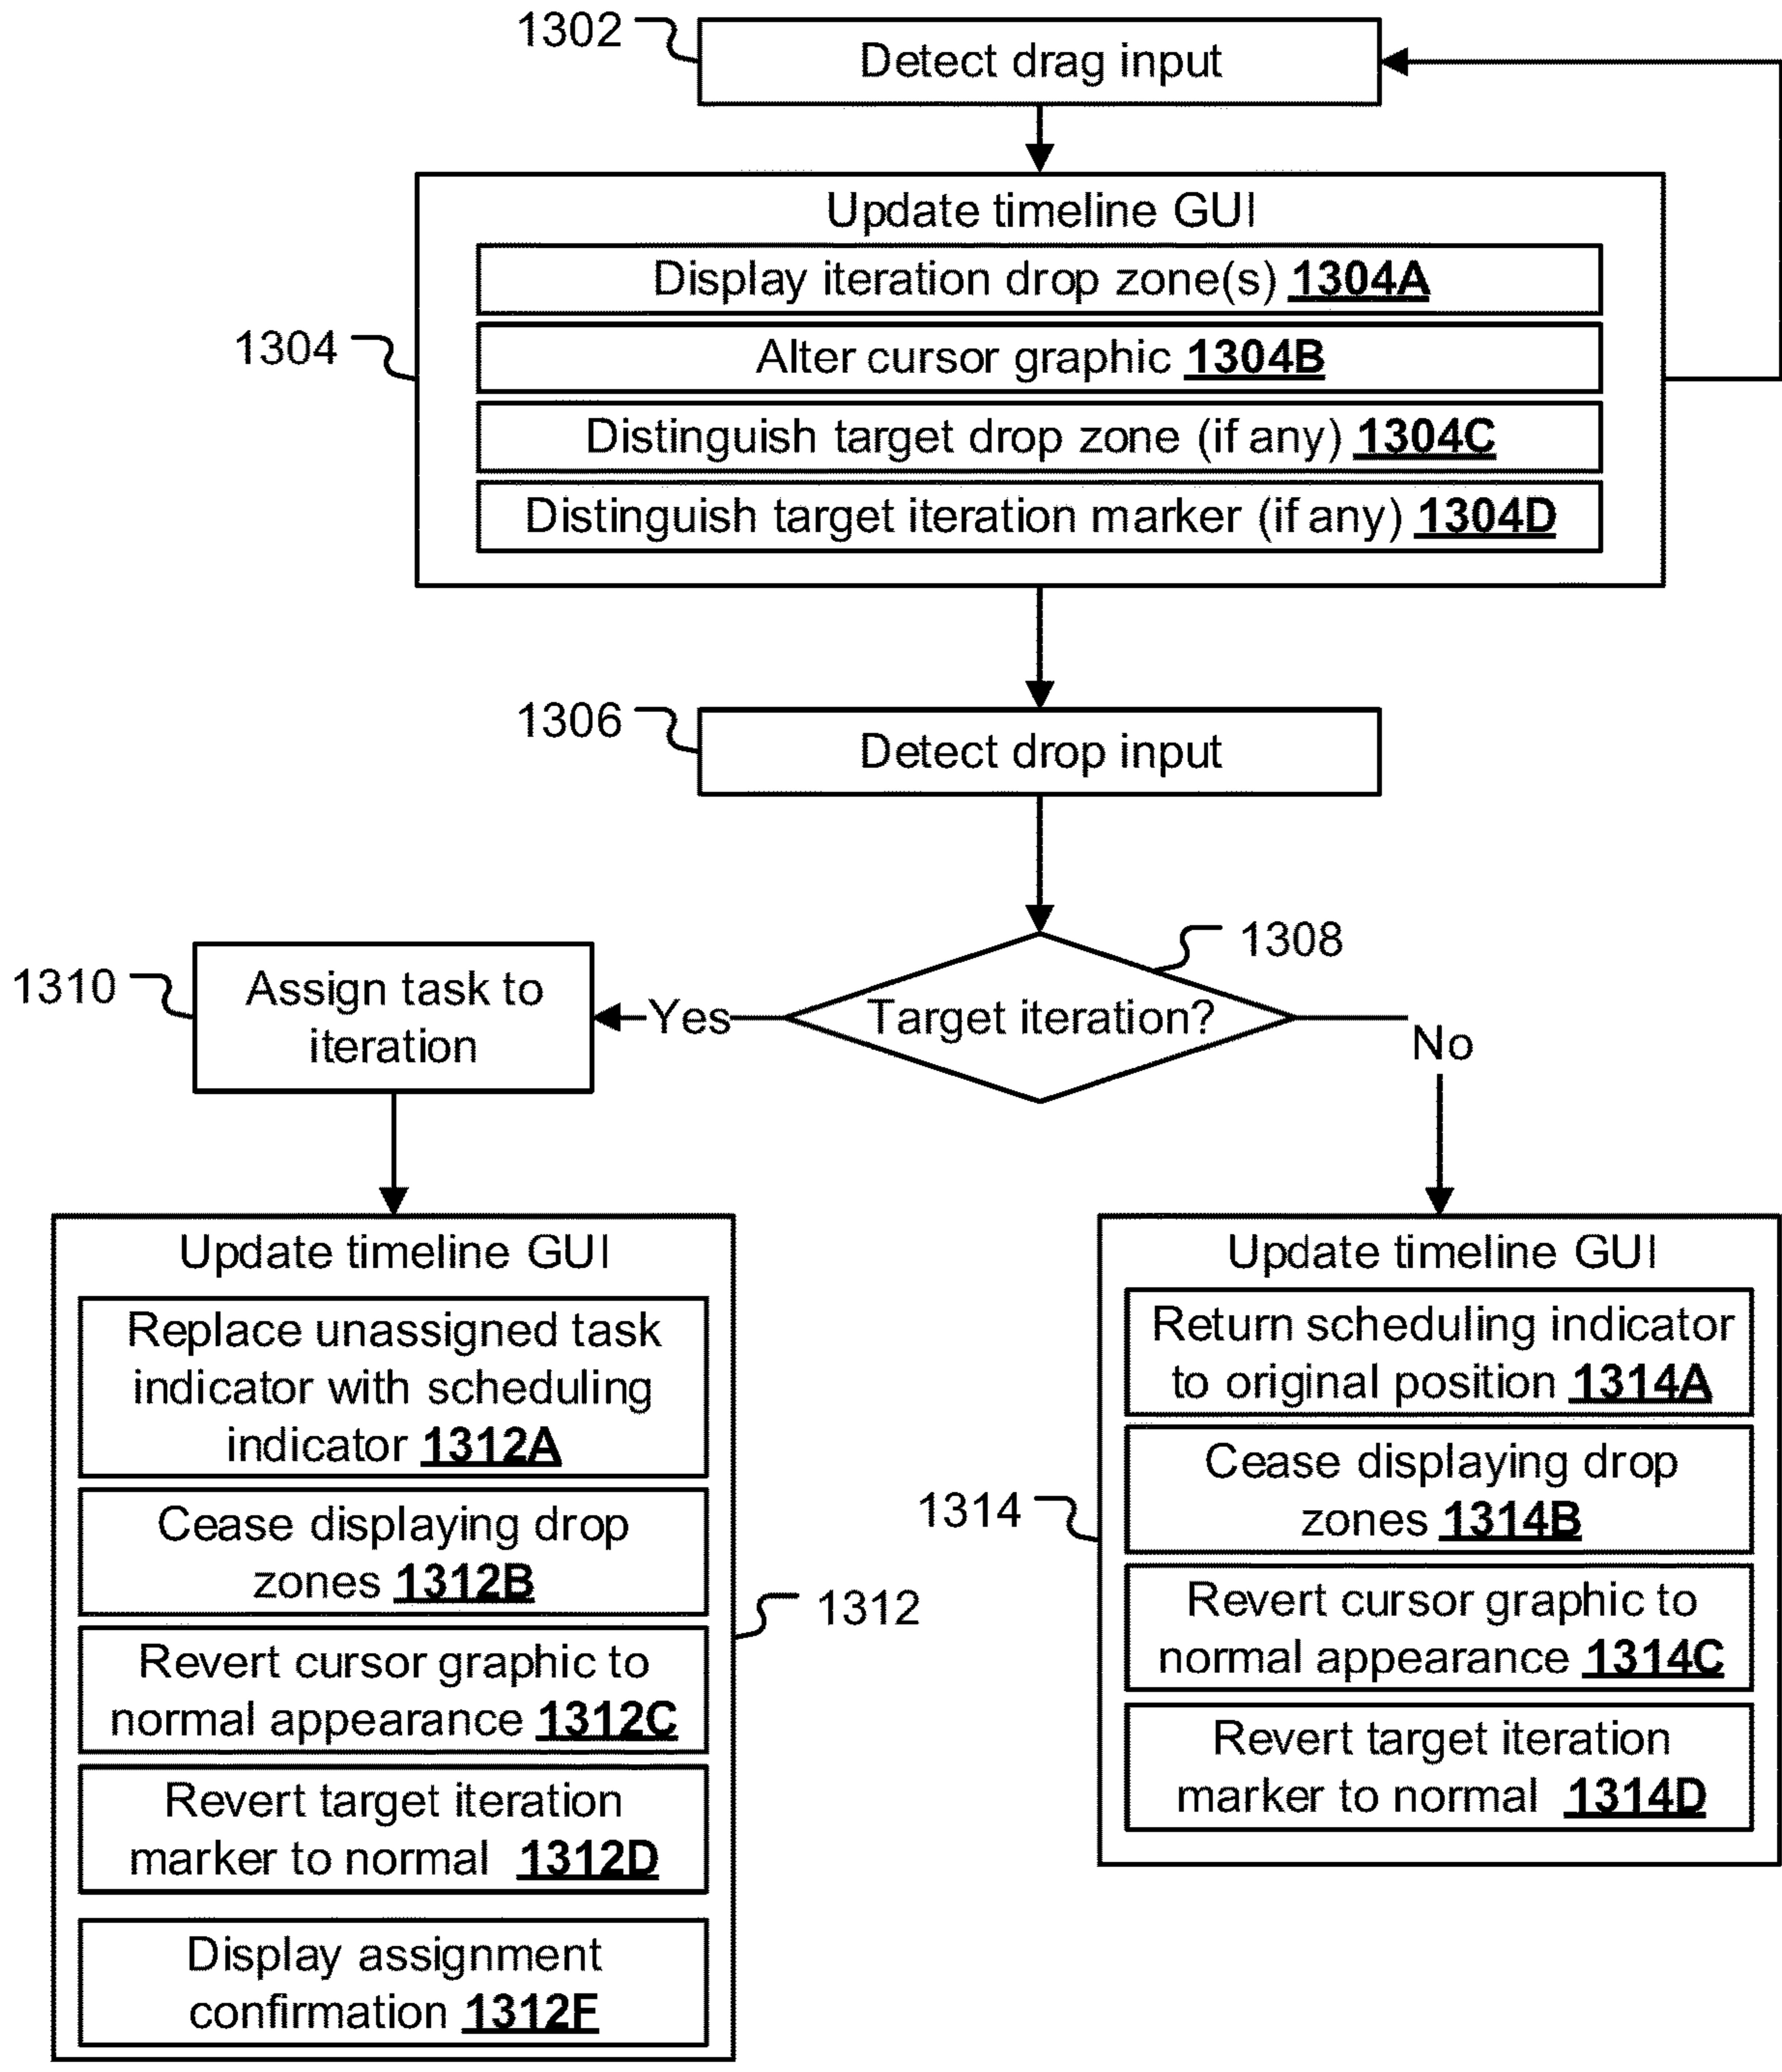 1302
Detect drag input
Update timeline GUI
Display iteration drop zone(s) 1304A
1304
Alter cursor graphic 1304B
Distinguish target drop zone (if any) 1304C
Distinguish target iteration marker (if any) 1304D
1306
Detect drop input
1308
1310
Assign task to
iteration
Yes
Target iteration?
No
Update timeline GUI
Replace unassigned task
indicator with scheduling
indicator 1312A
Cease displaying drop
zones 1312B
1312
Revert cursor graphic to
normal appearance 1312C
Revert target iteration
marker to normal 1312D
Display assignment
confirmation 1312F
Update timeline GUI
Return scheduling indicator
to original position 1314A
1314
Cease displaying drop
zones 1314B
Revert cursor graphic to
normal appearance 1314C
Revert target iteration
marker to normal 1314D